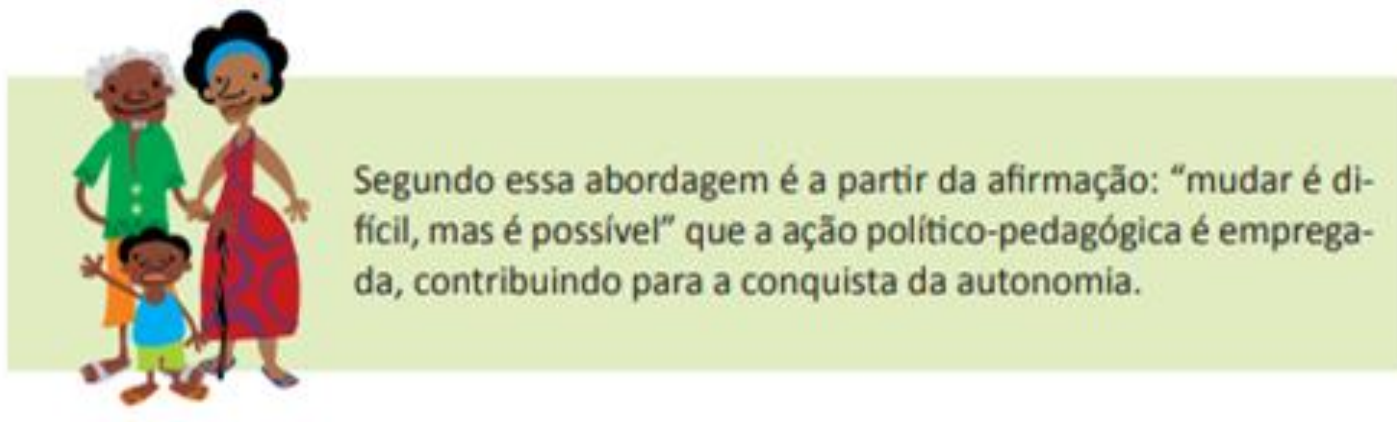 Segundo essa abordagem é a partir da afirmação: “mudar é di-
fícil, mas é possível” que a ação político-pedagógica é emprega-
da, contribuindo para a conquista da autonomia.